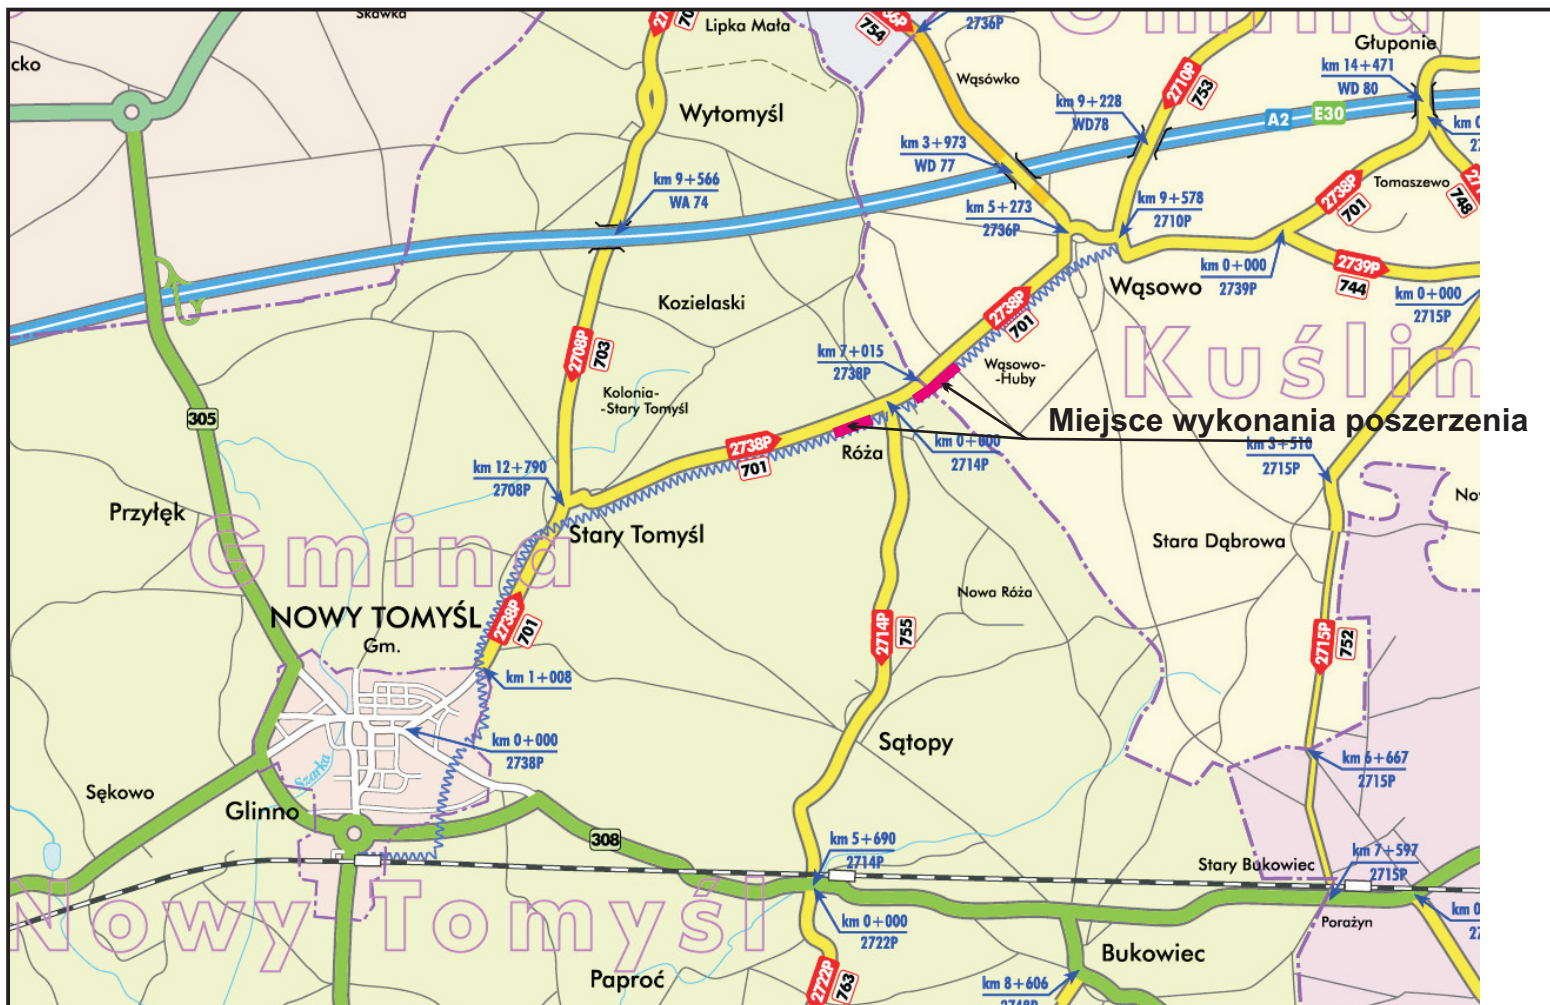 Skawka
cko
Lipka Mała
754
2736P
Gmina
Głuponie
km 14+471
WD 80
Wąsówko
2710P
753
km 9+228
WD78
Wytomyśl
A2
E30
km 3+973
WD 77
km 9+566
WA 74
km 5+273
2736P
km 9+578
2710P
Tomaszewo
2738P
701
748
km 0+000
2739P
2739P
744
km 0+000
2715P
Wąsowo
Kozielaski
2738P
701
Kuślin
2708P
703
km 7+015
2738P
Wąsowo-
-Huby
Kolonia-
-Stary Tomyśl
305
Miejsce wykonania poszerzenia
2738P
701
Róża
km 0+000
2714P
km 3+510
2715P
km 12+790
2708P
Przyłęk
Stary Tomyśl
Stara Dąbrowa
Gmina
Nowa Róża
NOWY TOMYŚL
Gm.
2738P
701
2714P
755
2715P
752
km 1+008
km 0+000
2738P
Sątopy
km 6+667
2715P
Szarka
Sękowo
Glinno
308
km 5+690
2714P
Stary Bukowiec
km 7+597
2715P
Nowy Tomyśl
km 0+000
2722P
Porażyn
Bukowiec
Paproć
2722P
763
km 8+606